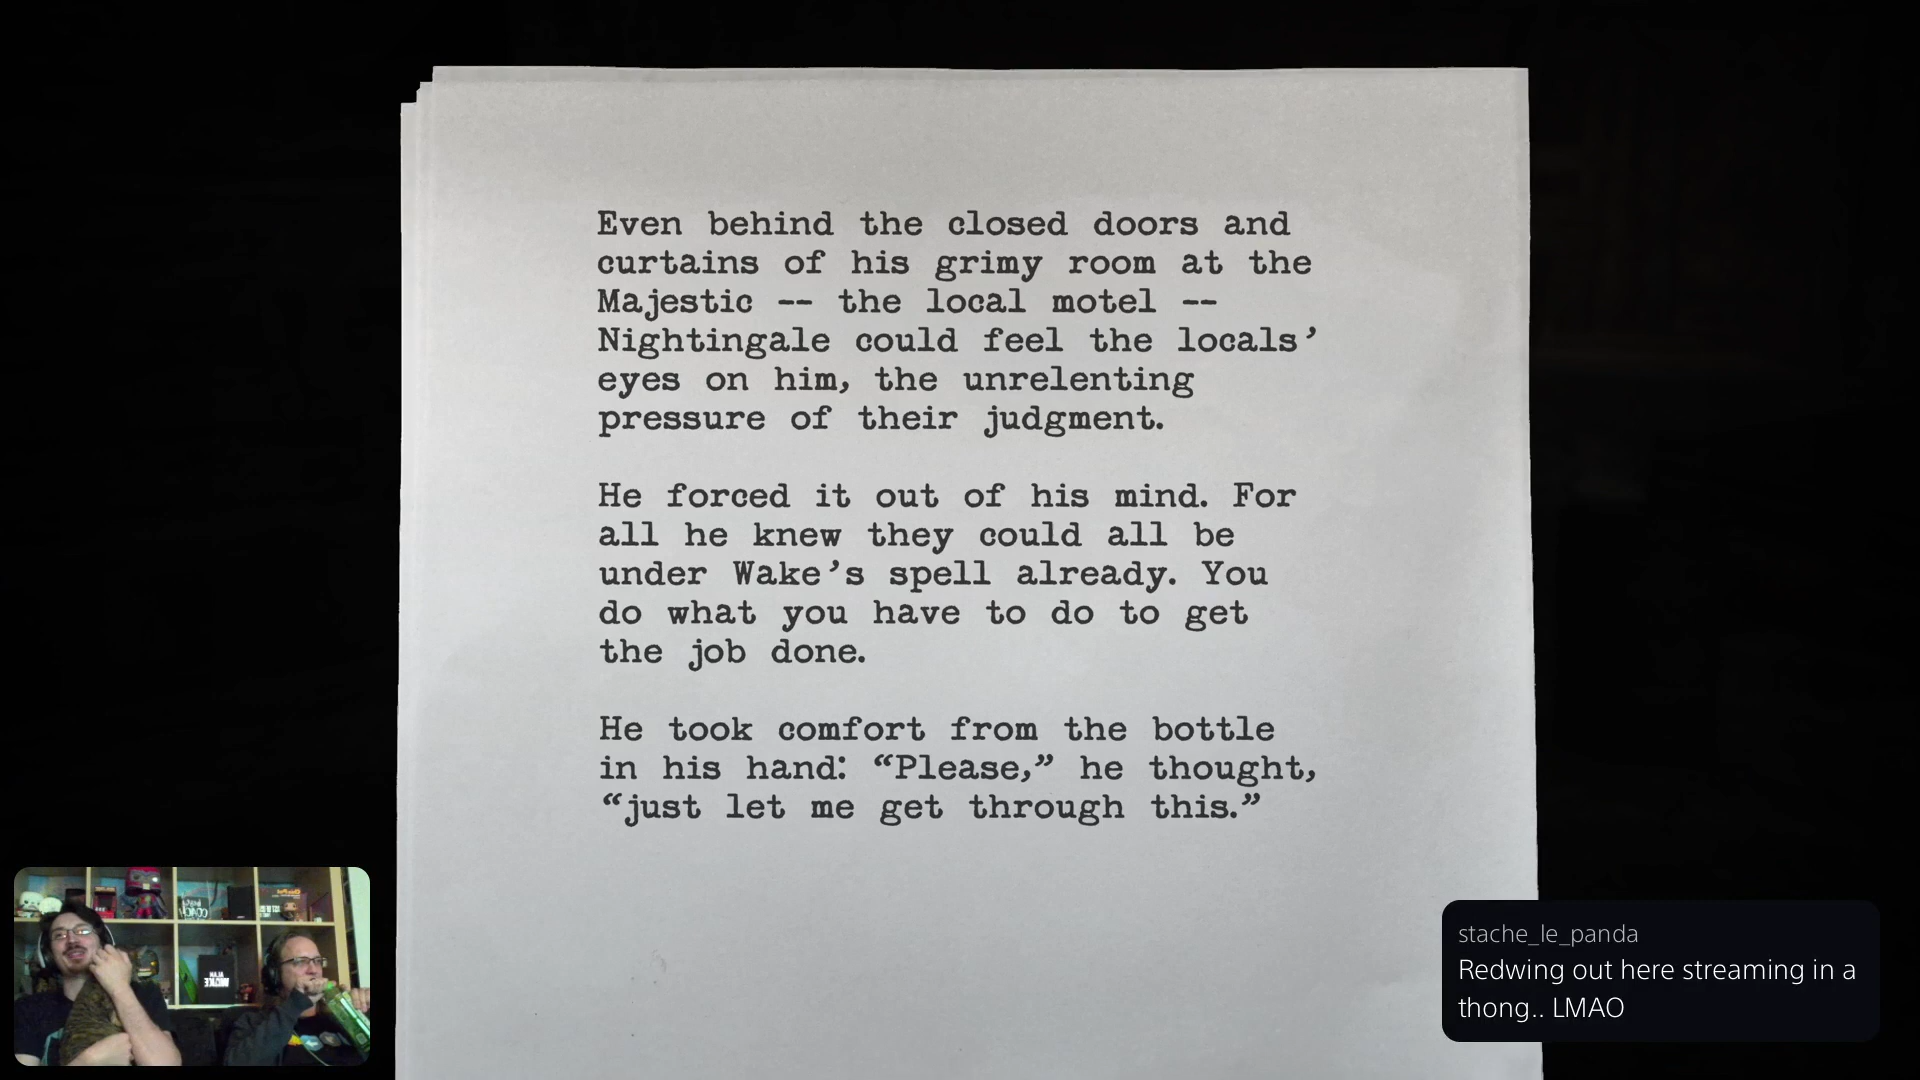 Even behind the closed doors and
curtains of his grimy room at the
Majestic -- the local motel --
Nightingale could feel the locals’
eyes on him, the unrelenting
pressure of their judgment.
He forced it out of his mind. For
all he knew they could all be
under Wake’s spell already. You
do what you have to do to get
the job done.
He took comfort from the bottle
in his hand: “Please,” he thought,
“just let me get through this.”
stache_le_panda
Redwing out here streaming in a
thong.. LMAO